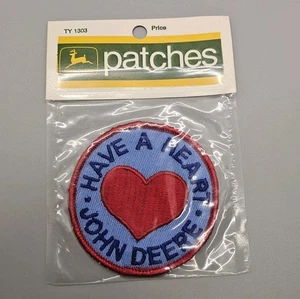 TY 1303 Price
patches
• HAVE A HEART •
JOHN DEERE